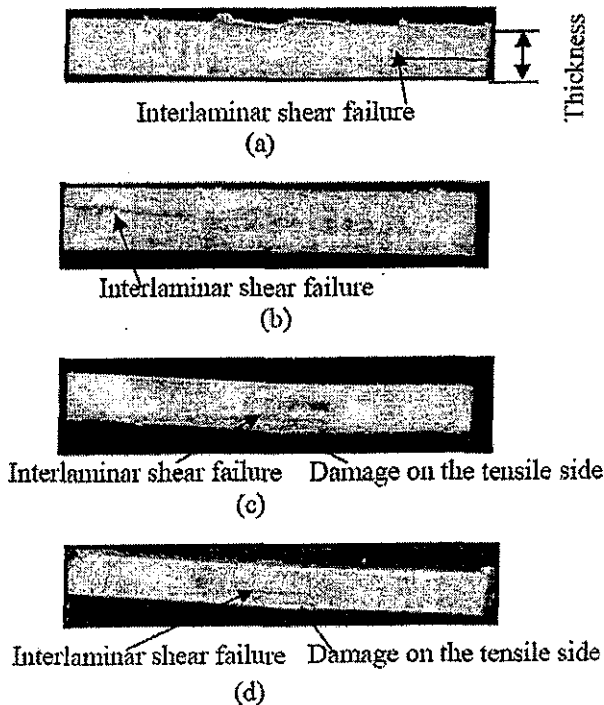 Thickness
Interlaminar shear failure
(a)
Interlaminar shear failure
(b)
Interlaminar shear failure Damage on the tensile side
(c)
Interlaminar shear failure Damage on the tensile side
(d)